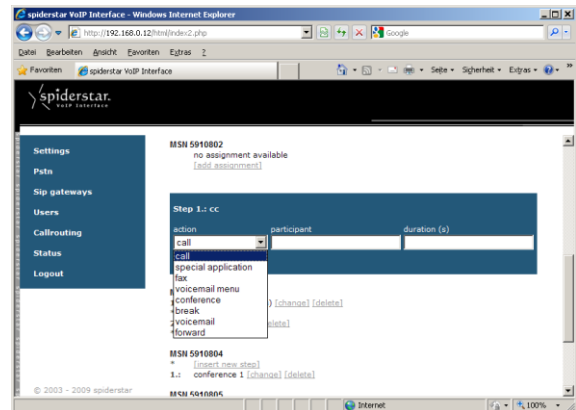 spiderstar VoIP Interface - Windows Internet Explorer
http://192.168.0.12/html/index2.php
Google
Datei Bearbeiten Ansicht Favoriten Extras ?
Favoriten spiderstar VoIP Interface
Seite Sicherheit Extras
spiderstar.
VoIP Interface
Settings
Pstn
Sip gateways
Users
Callrouting
Status
Logout
MSN 5910802
no assignment available
[add assignment]
Step 1.: cc
action participant duration (s)
call
call
special application
fax
voicemail menu
conference
break
voicemail
forward
) [change] [delete]
MSN 5910804
* [insert new step]
1.: conference 1 [change] [delete]
MSN 5910805
© 2003 - 2009 spiderstar
Internet
100%